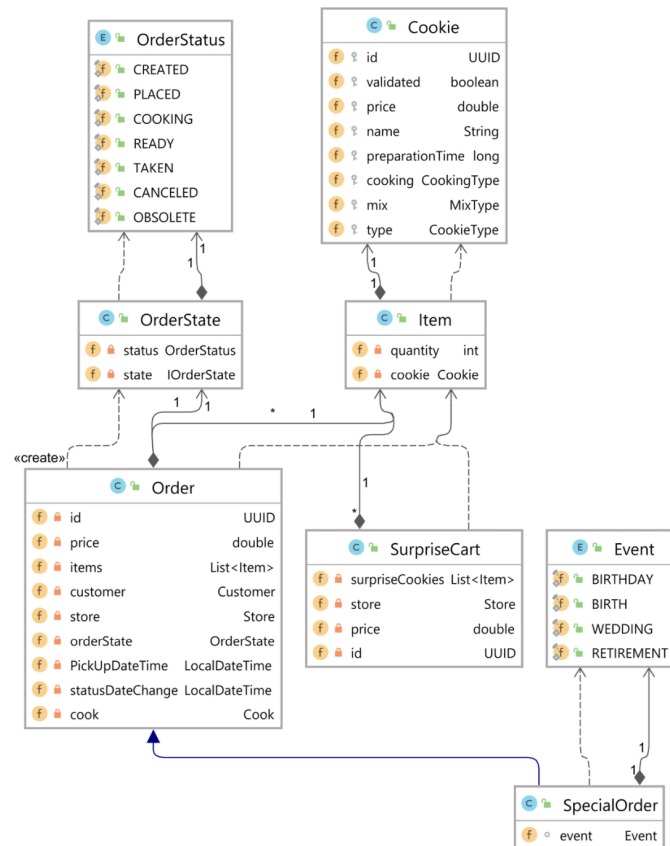 E OrderStatus
f CREATED
f PLACED
f COOKING
f READY
f TAKEN
f CANCELED
f OBSOLETE
C Cookie
f id UUID
f validated boolean
f price double
f name String
f preparationTime long
f cooking CookingType
f mix MixType
f type CookieType
1
1
1
1
C OrderState
f status OrderStatus
f state IOrderState
C Item
f quantity int
f cookie Cookie
1
1
* 1
«create»
1
*
C Order
f id UUID
f price double
f items List<Item>
f customer Customer
f store Store
f orderState OrderState
f PickUpDateTime LocalDateTime
f statusDateChange LocalDateTime
f cook Cook
C SurpriseCart
f surpriseCookies List<Item>
f store Store
f price double
f id UUID
E Event
f BIRTHDAY
f BIRTH
f WEDDING
f RETIREMENT
1
1
C SpecialOrder
f event Event